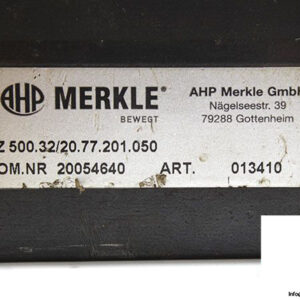 AHP MERKLE®
BEWEGT
AHP Merkle GmbH
Nägelseestr. 39
79288 Gottenheim
Z 500.32/20.77.201.050
OM.NR 20054640 ART. 013410